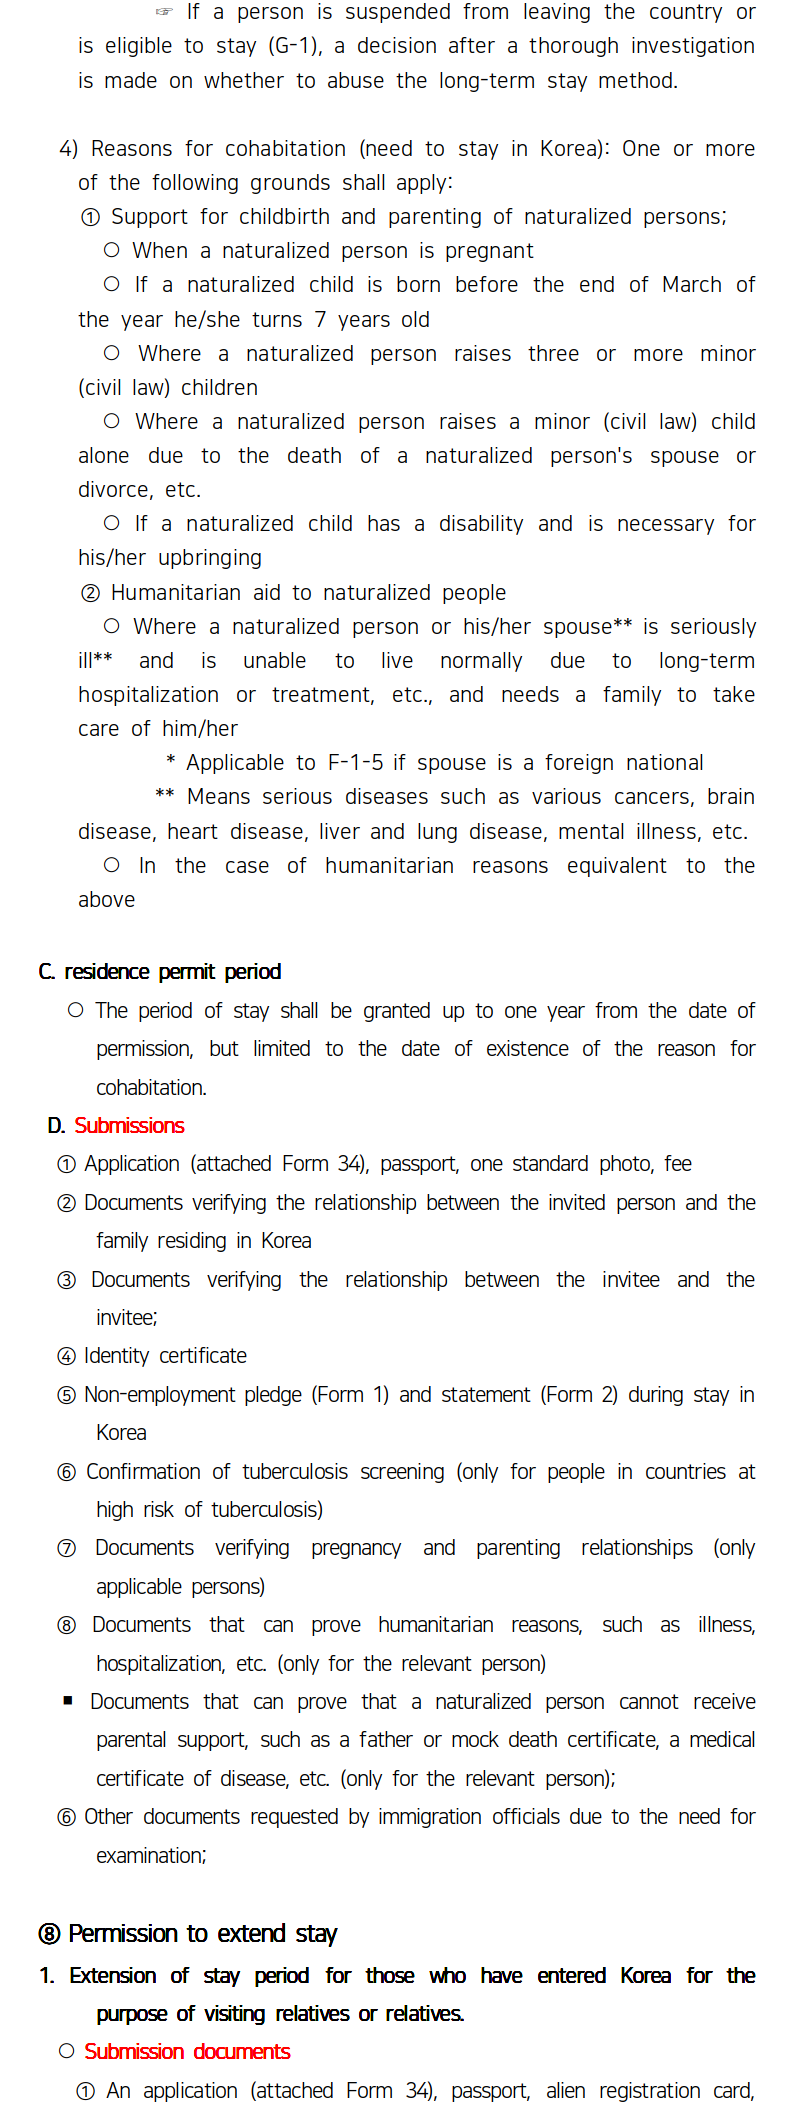 ☞ If a person is suspended from leaving the country or
is eligible to stay (G-1), a decision after a thorough investigation
is made on whether to abuse the long-term stay method.
4) Reasons for cohabitation (need to stay in Korea): One or more
of the following grounds shall apply:
① Support for childbirth and parenting of naturalized persons;
○ When a naturalized person is pregnant
○ If a naturalized child is born before the end of March of
the year he/she turns 7 years old
○ Where a naturalized person raises three or more minor
(civil law) children
○ Where a naturalized person raises a minor (civil law) child
alone due to the death of a naturalized person's spouse or
divorce, etc.
○ If a naturalized child has a disability and is necessary for
his/her upbringing
② Humanitarian aid to naturalized people
○ Where a naturalized person or his/her spouse** is seriously
ill** and is unable to live normally due to long-term
hospitalization or treatment, etc., and needs a family to take
care of him/her
* Applicable to F-1-5 if spouse is a foreign national
** Means serious diseases such as various cancers, brain
disease, heart disease, liver and lung disease, mental illness, etc.
○ In the case of humanitarian reasons equivalent to the
above
C. residence permit period
○ The period of stay shall be granted up to one year from the date of
permission, but limited to the date of existence of the reason for
cohabitation.
D. Submissions
① Application (attached Form 34), passport, one standard photo, fee
② Documents verifying the relationship between the invited person and the
family residing in Korea
③ Documents verifying the relationship between the invitee and the
invitee;
④ Identity certificate
⑤ Non-employment pledge (Form 1) and statement (Form 2) during stay in
Korea
⑥ Confirmation of tuberculosis screening (only for people in countries at
high risk of tuberculosis)
⑦ Documents verifying pregnancy and parenting relationships (only
applicable persons)
⑧ Documents that can prove humanitarian reasons, such as illness,
hospitalization, etc. (only for the relevant person)
▪ Documents that can prove that a naturalized person cannot receive
parental support, such as a father or mock death certificate, a medical
certificate of disease, etc. (only for the relevant person);
⑥ Other documents requested by immigration officials due to the need for
examination;
⑧ Permission to extend stay
1. Extension of stay period for those who have entered Korea for the
purpose of visiting relatives or relatives.
○ Submission documents
① An application (attached Form 34), passport, alien registration card,